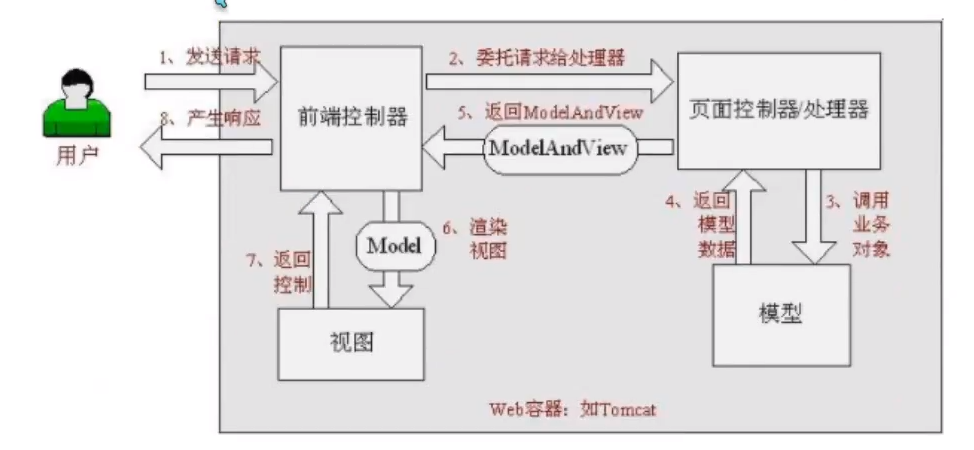 1、发送请求
2、委托请求给处理器
前端控制器
页面控制器/处理器
8、产生响应
5、返回ModelAndView
ModelAndView
用户
4、返回
模型
数据
3、调用
业务
对象
Model
6、渲染
视图
7、返回
控制
视图
模型
Web容器：如Tomcat